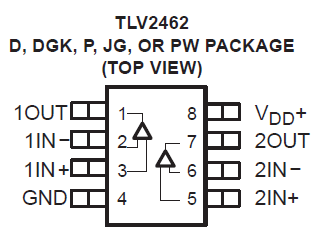 TLV2462
D, DGK, P, JG, OR PW PACKAGE
(TOP VIEW)
1OUT 1 8 VDD+
1IN− 2 7 2OUT
1IN+ 3 6 2IN−
GND 4 5 2IN+